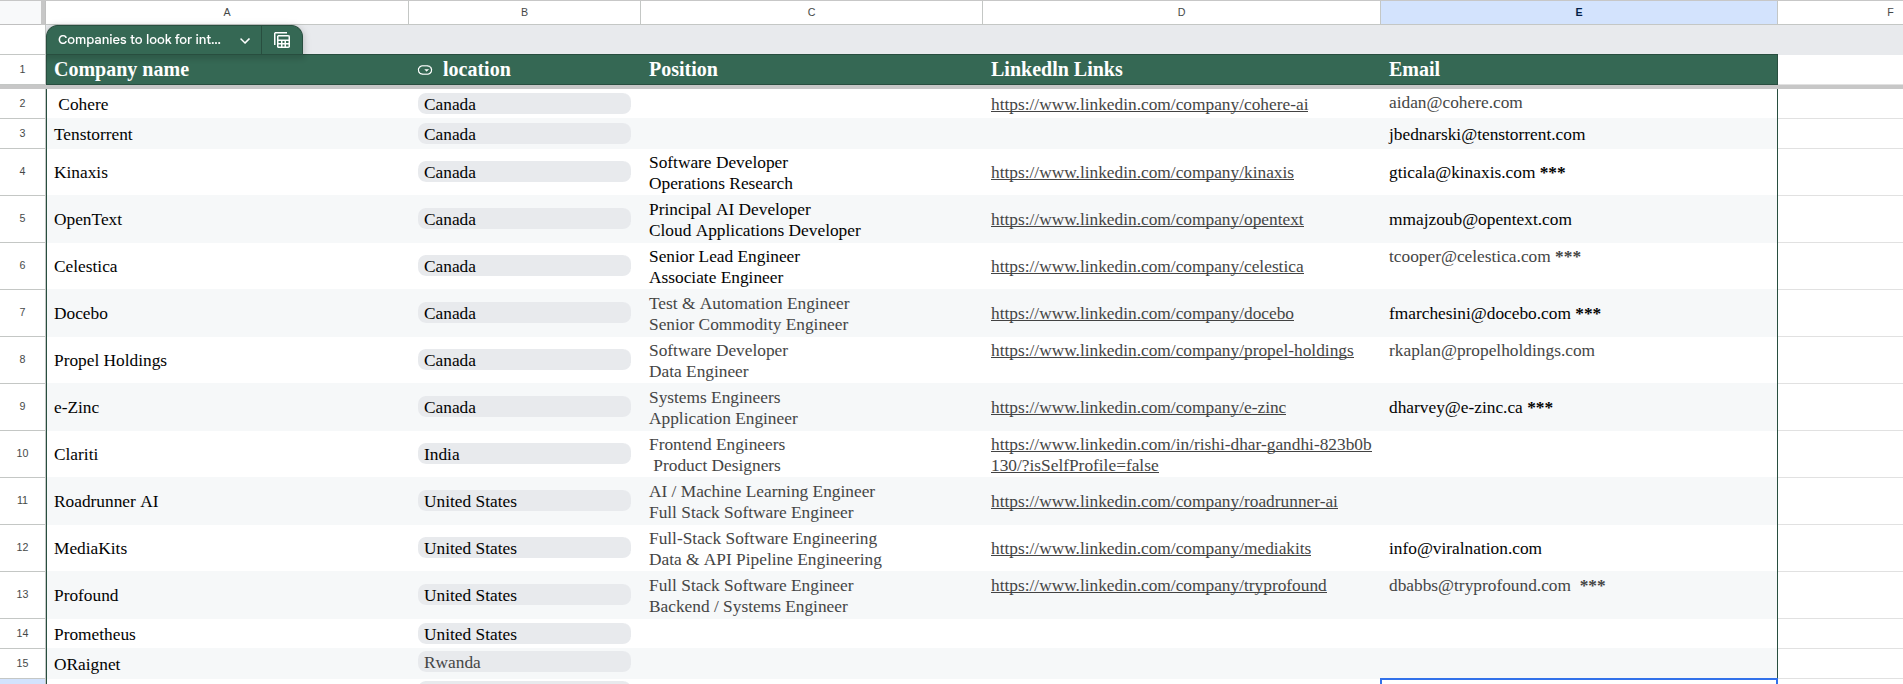 A B C D E F
Companies to look for int...
1 Company name location Position Linkedln Links Email
2 Cohere Canada https://www.linkedin.com/company/cohere-ai aidan@cohere.com
3 Tenstorrent Canada jbednarski@tenstorrent.com
4 Kinaxis Canada Software Developer https://www.linkedin.com/company/kinaxis gticala@kinaxis.com ***
Operations Research
5 OpenText Canada Principal AI Developer https://www.linkedin.com/company/opentext mmajzoub@opentext.com
Cloud Applications Developer
6 Celestica Canada Senior Lead Engineer https://www.linkedin.com/company/celestica tcooper@celestica.com ***
Associate Engineer
7 Docebo Canada Test & Automation Engineer https://www.linkedin.com/company/docebo fmarchesini@docebo.com ***
Senior Commodity Engineer
8 Propel Holdings Canada Software Developer https://www.linkedin.com/company/propel-holdings rkaplan@propelholdings.com
Data Engineer
9 e-Zinc Canada Systems Engineers https://www.linkedin.com/company/e-zinc dharvey@e-zinc.ca ***
Application Engineer
10 Clariti India Frontend Engineers https://www.linkedin.com/in/rishi-dhar-gandhi-823b0b
Product Designers 130/?isSelfProfile=false
11 Roadrunner AI United States AI / Machine Learning Engineer https://www.linkedin.com/company/roadrunner-ai
Full Stack Software Engineer
12 MediaKits United States Full-Stack Software Engineering https://www.linkedin.com/company/mediakits info@viralnation.com
Data & API Pipeline Engineering
13 Profound United States Full Stack Software Engineer https://www.linkedin.com/company/tryprofound dbabbs@tryprofound.com ***
Backend / Systems Engineer
14 Prometheus United States
15 ORaignet Rwanda